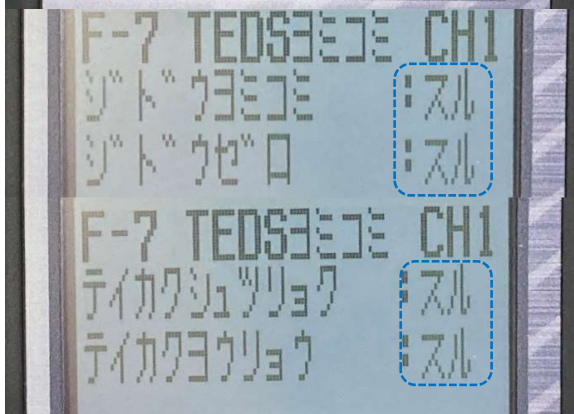 F-7 TEDSヨミコミ CH1
ジドウヨミコミ :スル
ジドウゼロ :スル
F-7 TEDSヨミコミ CH1
テイカクシュツリョク :スル
テイカクヨウリョウ :スル